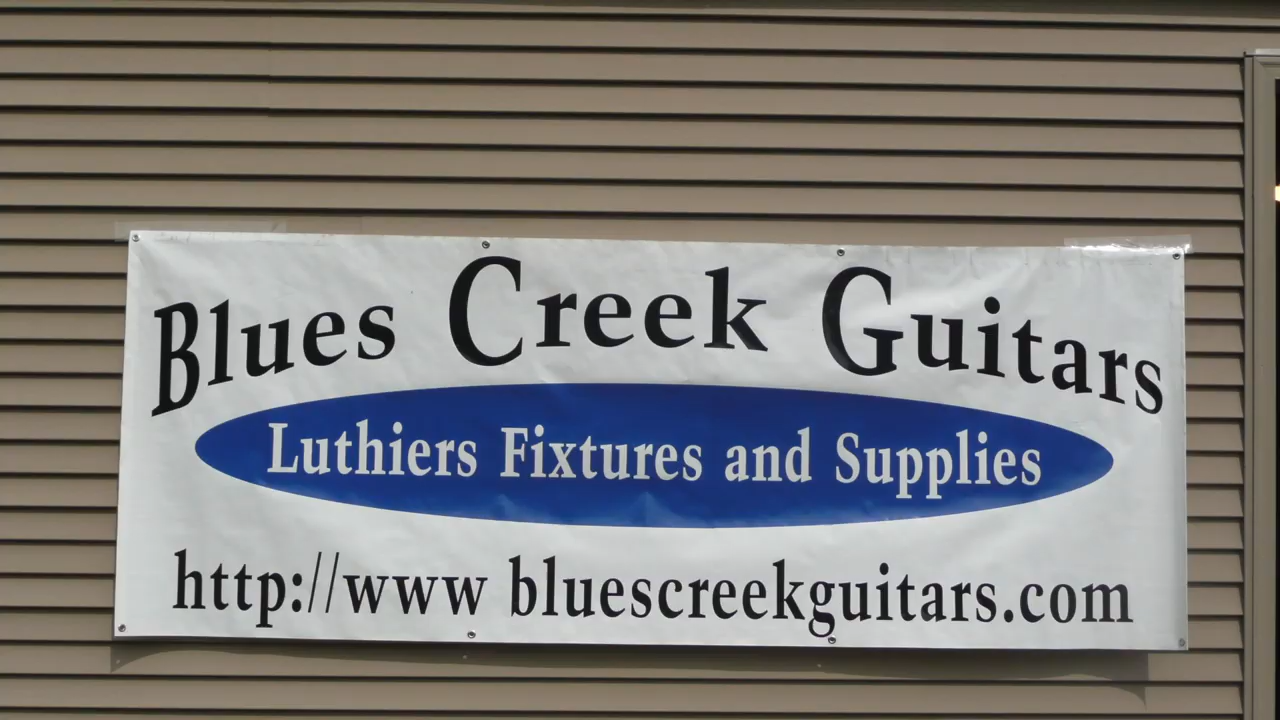 Blues Creek Guitars
Luthiers Fixtures and Supplies
http://www bluescreekguitars.com